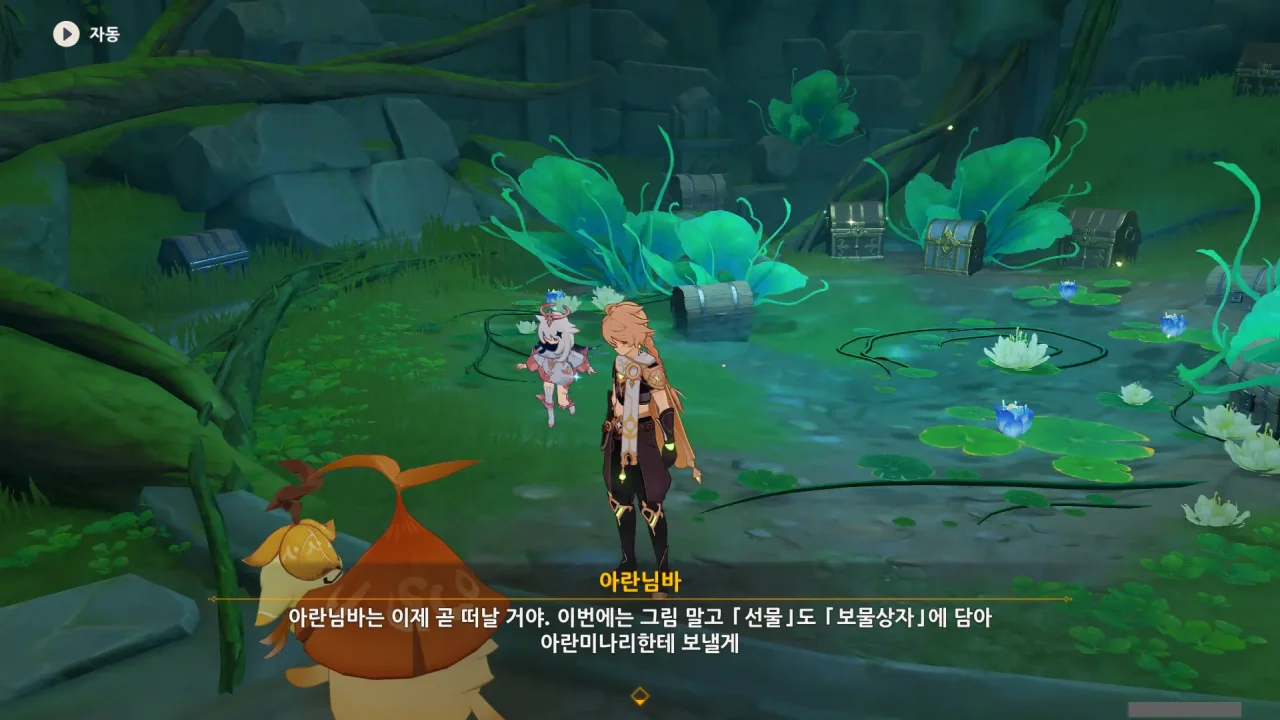 자동
아란님바
아란님바는 이제 곧 떠날 거야. 이번에는 그림 말고 「선물」도 「보물상자」에 담아
아란미나리한테 보낼게